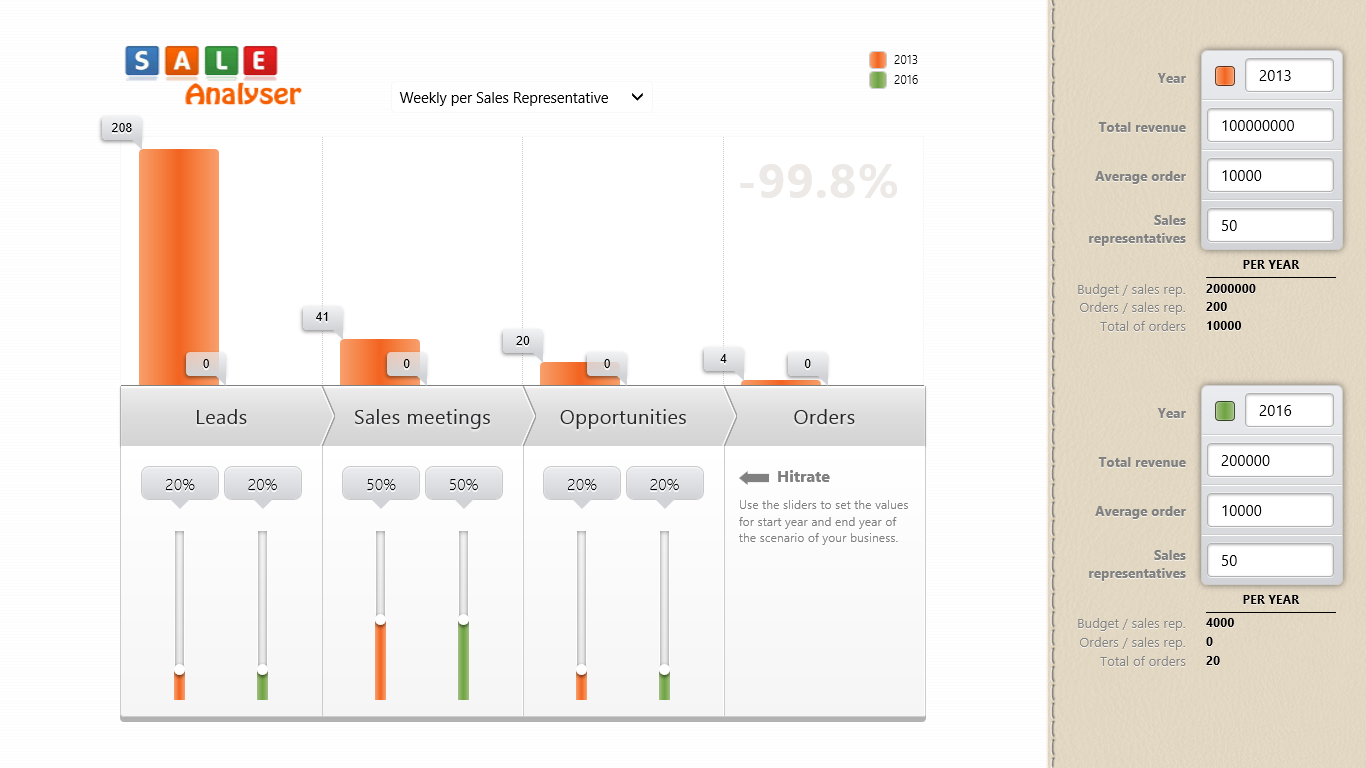 SALE
Analyser
Weekly per Sales Representative
2013
2016
208
-99.8%
41
20
4
0
0
0
0
Leads
Sales meetings
Opportunities
Orders
20%
20%
50%
50%
20%
20%
Hitrate
Use the sliders to set the values
for start year and end year of
the scenario of your business.
Year
2013
Total revenue
100000000
Average order
10000
Sales
representatives
50
PER YEAR
Budget / sales rep.
2000000
Orders / sales rep.
200
Total of orders
10000
Year
2016
Total revenue
200000
Average order
10000
Sales
representatives
50
PER YEAR
Budget / sales rep.
4000
Orders / sales rep.
0
Total of orders
20